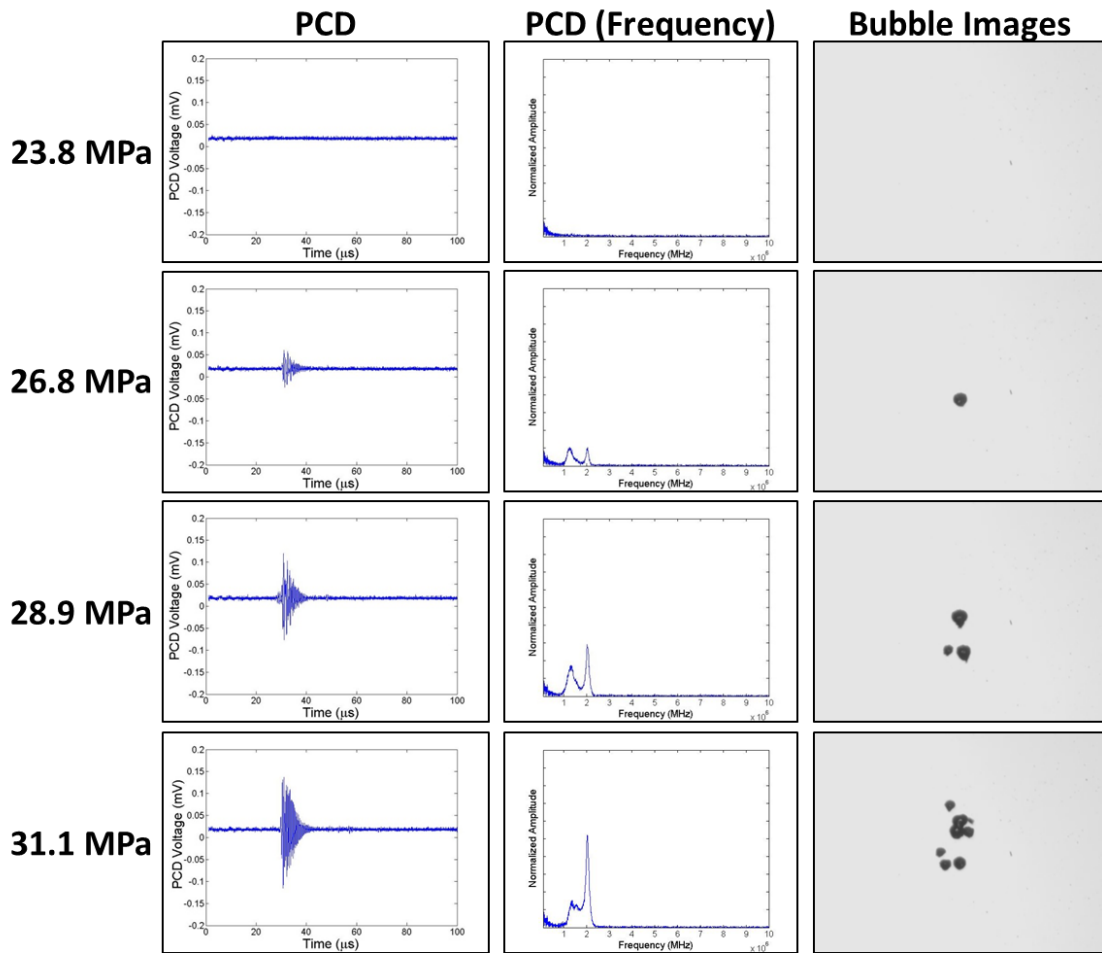 PCD PCD (Frequency) Bubble Images
23.8 MPa
PCD Voltage (mV)
0.2
0.15
0.1
0.05
0
-0.05
-0.1
-0.15
-0.2
0 20 40 60 80 100
Time (μs)
Normalized Amplitude
1 2 3 4 5 6 7 8 9 10
Frequency (MHz)
x 10⁶
26.8 MPa
PCD Voltage (mV)
0.2
0.15
0.1
0.05
0
-0.05
-0.1
-0.15
-0.2
0 20 40 60 80 100
Time (μs)
Normalized Amplitude
1 2 3 4 5 6 7 8 9 10
Frequency (MHz)
x 10⁶
28.9 MPa
PCD Voltage (mV)
0.2
0.15
0.1
0.05
0
-0.05
-0.1
-0.15
-0.2
0 20 40 60 80 100
Time (μs)
Normalized Amplitude
1 2 3 4 5 6 7 8 9 10
Frequency (MHz)
x 10⁶
31.1 MPa
PCD Voltage (mV)
0.2
0.15
0.1
0.05
0
-0.05
-0.1
-0.15
-0.2
0 20 40 60 80 100
Time (μs)
Normalized Amplitude
1 2 3 4 5 6 7 8 9 10
Frequency (MHz)
x 10⁶